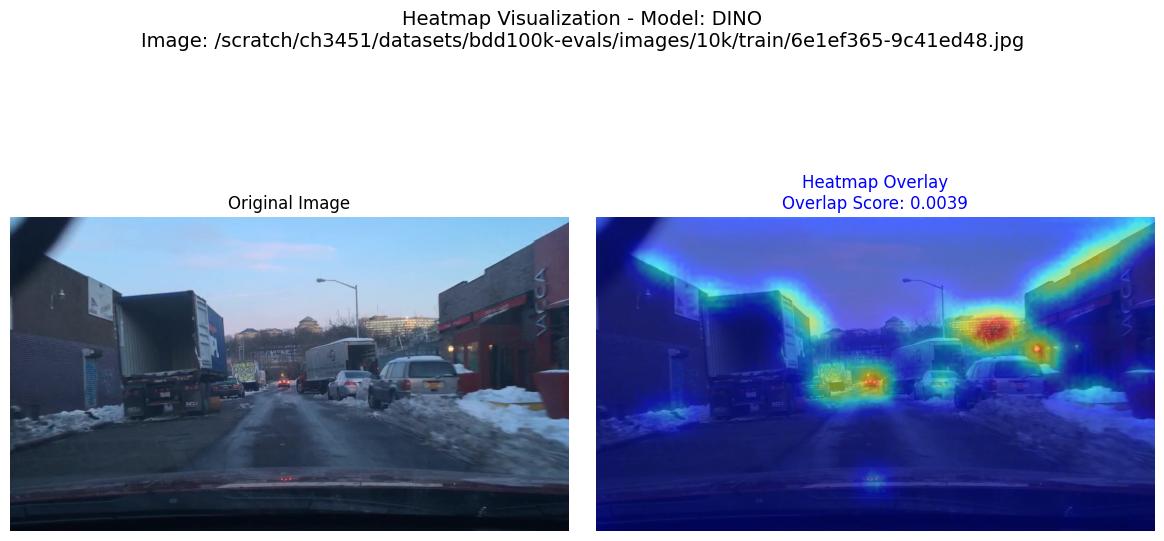 Heatmap Visualization - Model: DINO
Image: /scratch/ch3451/datasets/bdd100k-evals/images/10k/train/6e1ef365-9c41ed48.jpg
Original Image
Heatmap Overlay
Overlap Score: 0.0039